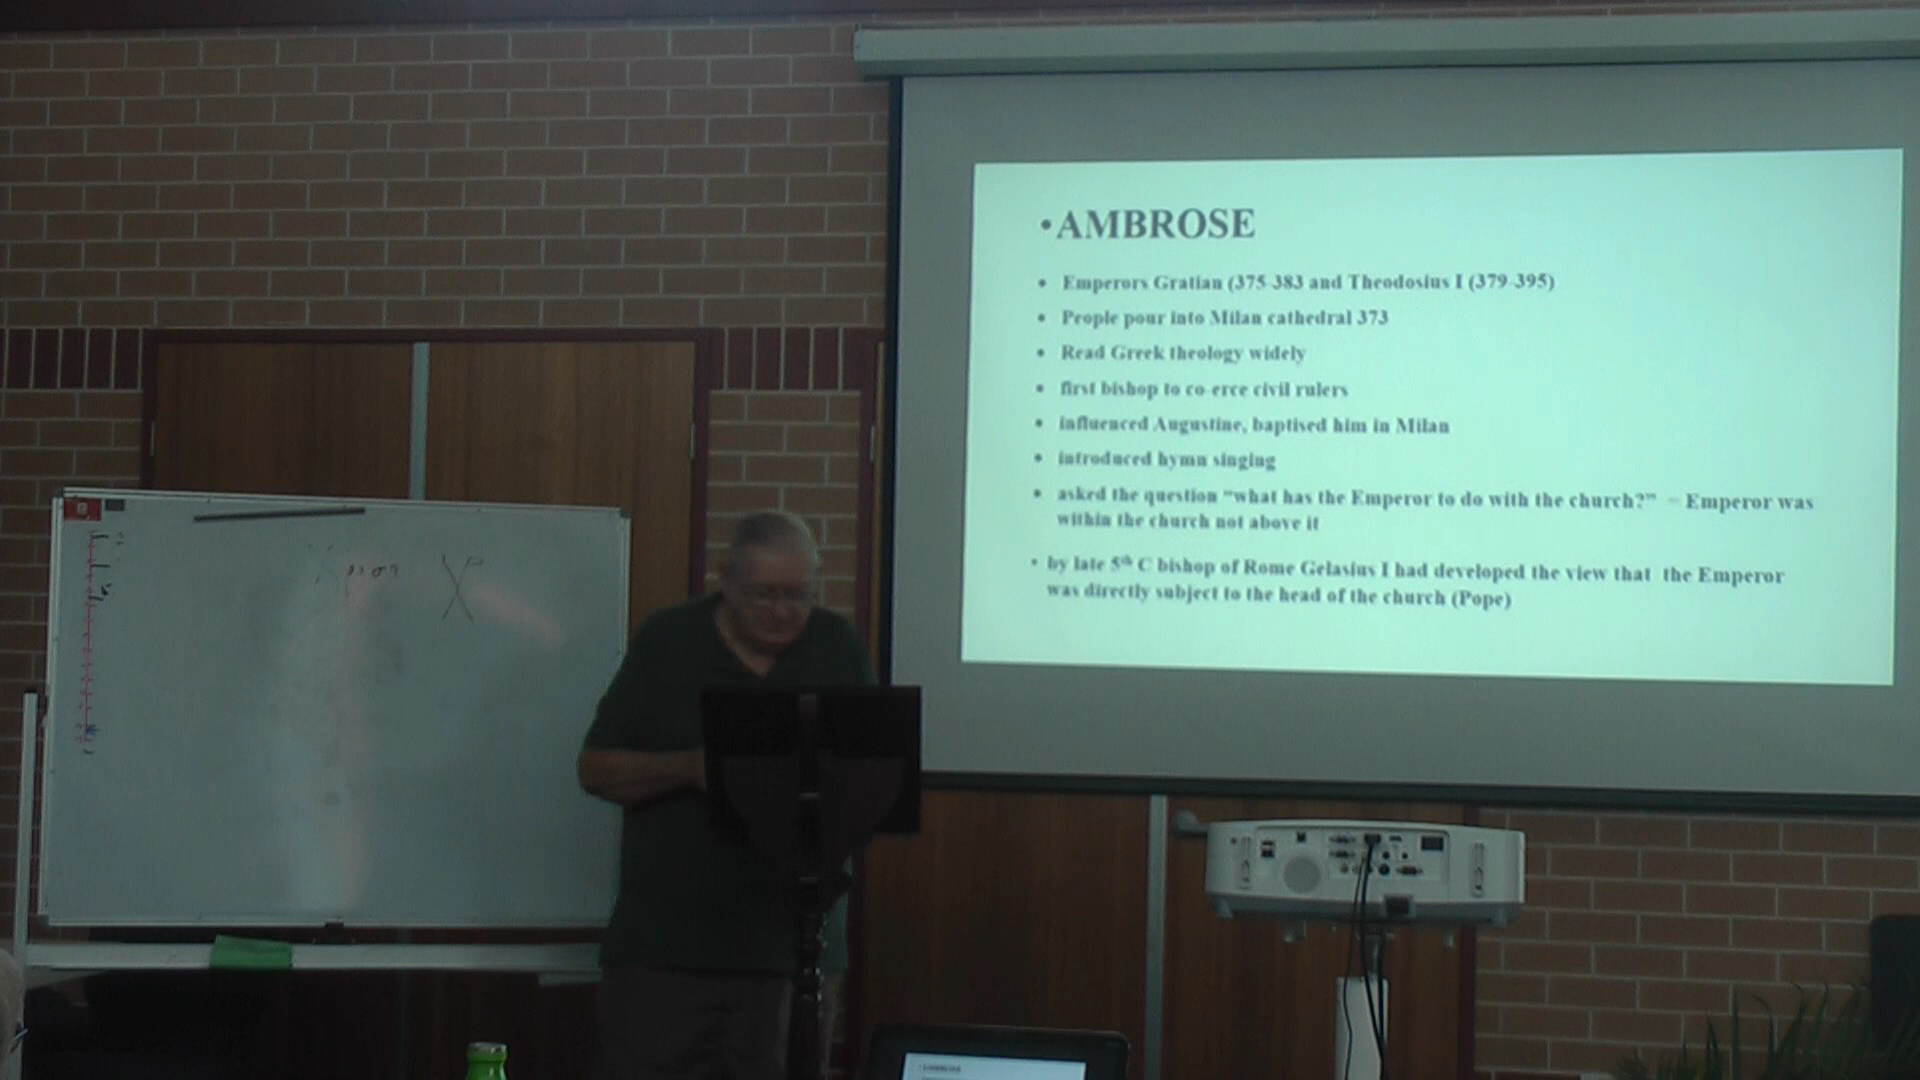 •AMBROSE
• Emperors Gratian (375-383 and Theodosius I (379-395)
• People pour into Milan cathedral 373
• Read Greek theology widely
• first bishop to co-erce civil rulers
• influenced Augustine, baptised him in Milan
• introduced hymn singing
• asked the question “what has the Emperor to do with the church?” – Emperor was
within the church not above it
• by late 5th C bishop of Rome Gelasius I had developed the view that the Emperor
was directly subject to the head of the church (Pope)